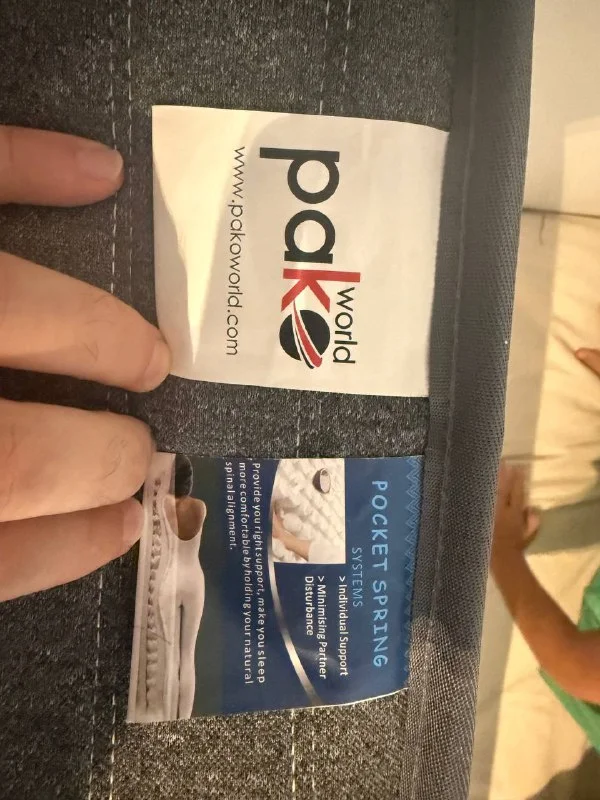 pako
world
www.pakoworld.com
POCKET SPRING
SYSTEMS
> Individual Support
> Minimising Partner
Disturbance
Provide you right support, make you sleep
more comfortable by holding your natural
spinal alignment.